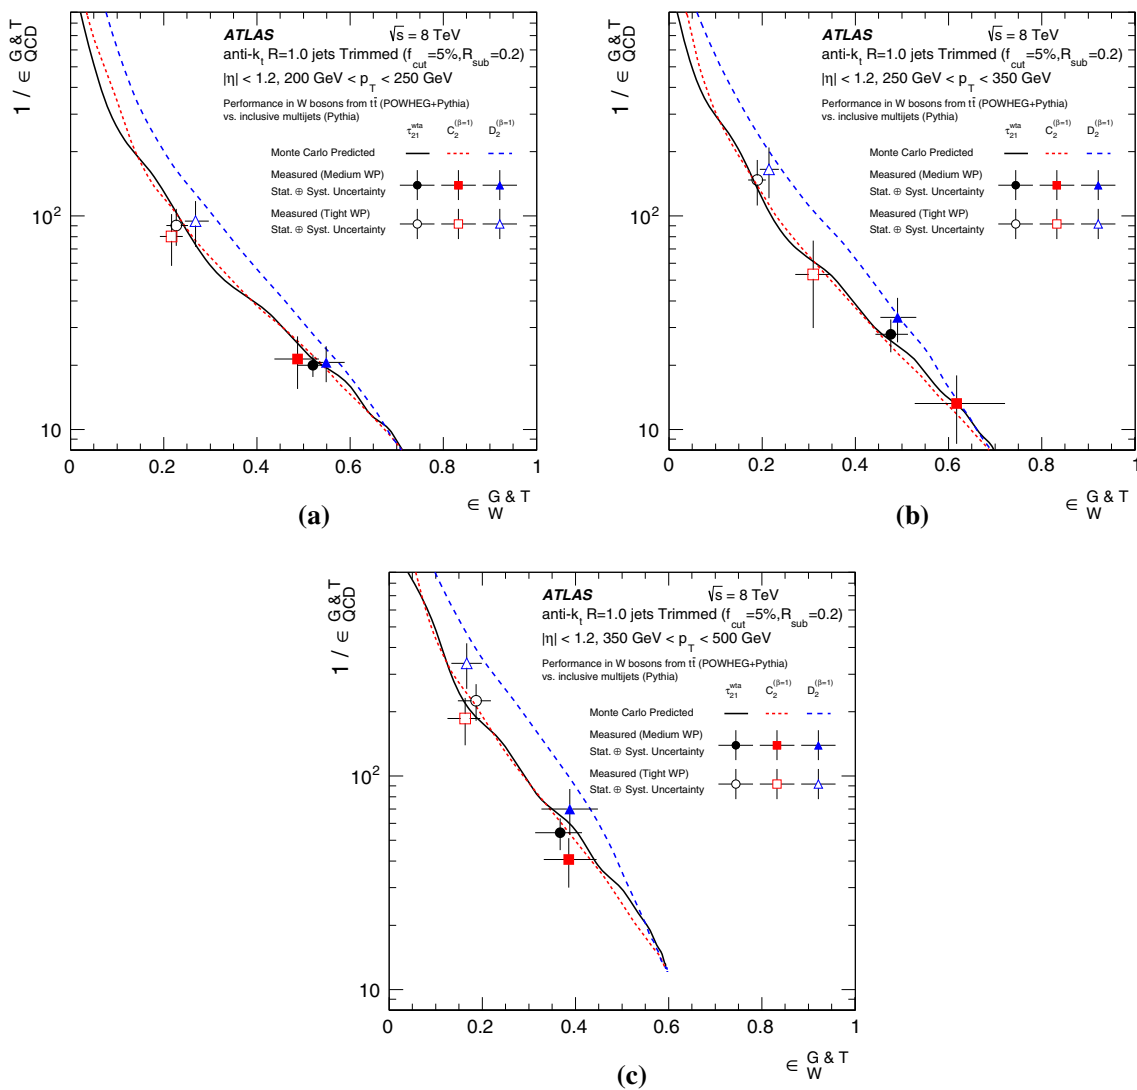 1 / ∈ G & T QCD
ATLAS √s = 8 TeV
anti-kt R=1.0 jets Trimmed (fcut=5%,Rsub=0.2)
|η| < 1.2, 200 GeV < pT < 250 GeV
Performance in W bosons from tt̄ (POWHEG+Pythia)
vs. inclusive multijets (Pythia)
τ21^wta C2^(β=1) D2^(β=1)
Monte Carlo Predicted
Measured (Medium WP)
Stat. ⊕ Syst. Uncertainty
Measured (Tight WP)
Stat. ⊕ Syst. Uncertainty
10²
10
0 0.2 0.4 0.6 0.8 1
∈ G & T W
(a)
1 / ∈ G & T QCD
ATLAS √s = 8 TeV
anti-kt R=1.0 jets Trimmed (fcut=5%,Rsub=0.2)
|η| < 1.2, 250 GeV < pT < 350 GeV
Performance in W bosons from tt̄ (POWHEG+Pythia)
vs. inclusive multijets (Pythia)
τ21^wta C2^(β=1) D2^(β=1)
Monte Carlo Predicted
Measured (Medium WP)
Stat. ⊕ Syst. Uncertainty
Measured (Tight WP)
Stat. ⊕ Syst. Uncertainty
10²
10
0 0.2 0.4 0.6 0.8 1
∈ G & T W
(b)
1 / ∈ G & T QCD
ATLAS √s = 8 TeV
anti-kt R=1.0 jets Trimmed (fcut=5%,Rsub=0.2)
|η| < 1.2, 350 GeV < pT < 500 GeV
Performance in W bosons from tt̄ (POWHEG+Pythia)
vs. inclusive multijets (Pythia)
τ21^wta C2^(β=1) D2^(β=1)
Monte Carlo Predicted
Measured (Medium WP)
Stat. ⊕ Syst. Uncertainty
Measured (Tight WP)
Stat. ⊕ Syst. Uncertainty
10²
10
0 0.2 0.4 0.6 0.8 1
∈ G & T W
(c)